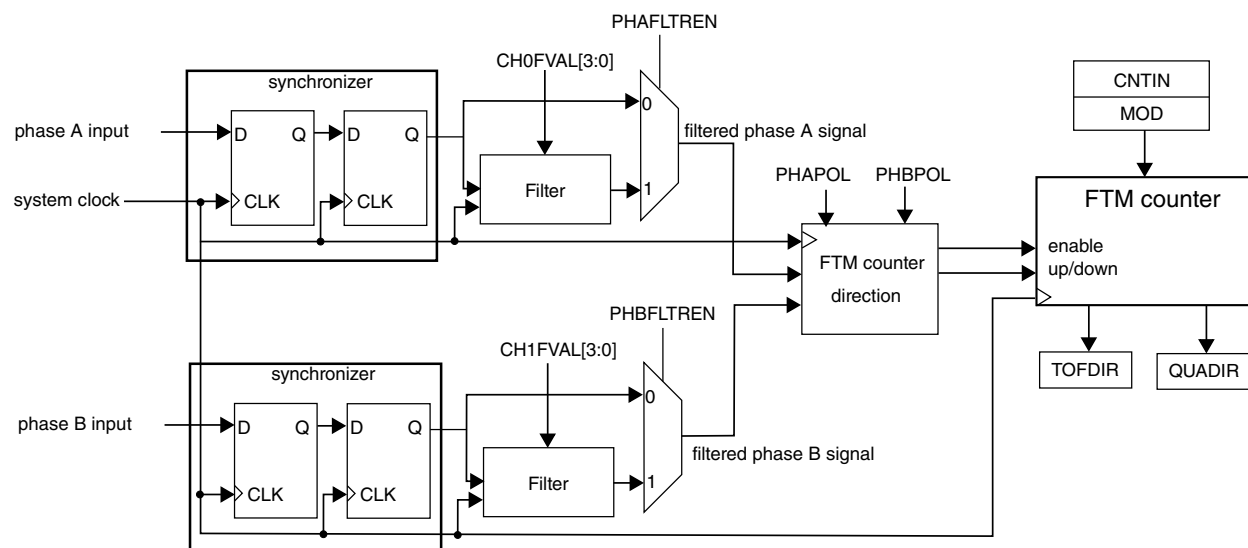 PHAFLTREN
CH0FVAL[3:0]
synchronizer
CNTIN
MOD
0
phase A input
D
Q
D
Q
filtered phase A signal
Filter
1
system clock
CLK
CLK
PHAPOL
PHBPOL
FTM counter
enable
up/down
FTM counter
direction
PHBFLTREN
CH1FVAL[3:0]
synchronizer
TOFDIR
QUADIR
0
phase B input
D
Q
D
Q
filtered phase B signal
Filter
1
CLK
CLK